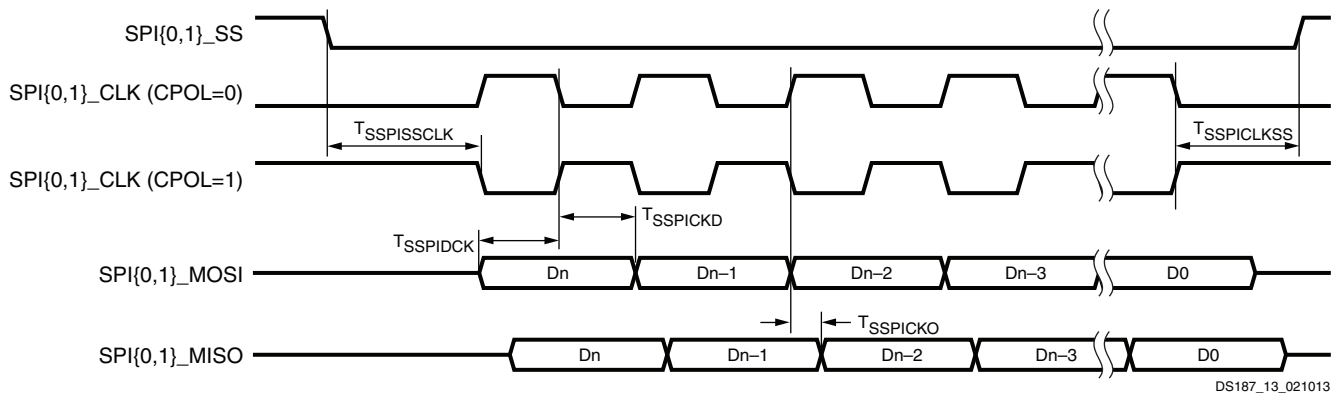 SPI{0,1}_SS
SPI{0,1}_CLK (CPOL=0)
TSSPISSCLK
TSSPICLKSS
SPI{0,1}_CLK (CPOL=1)
TSSPICKD
TSSPIDCK
SPI{0,1}_MOSI
Dn Dn–1 Dn–2 Dn–3 D0
TSSPICKO
SPI{0,1}_MISO
Dn Dn–1 Dn–2 Dn–3 D0
DS187_13_021013